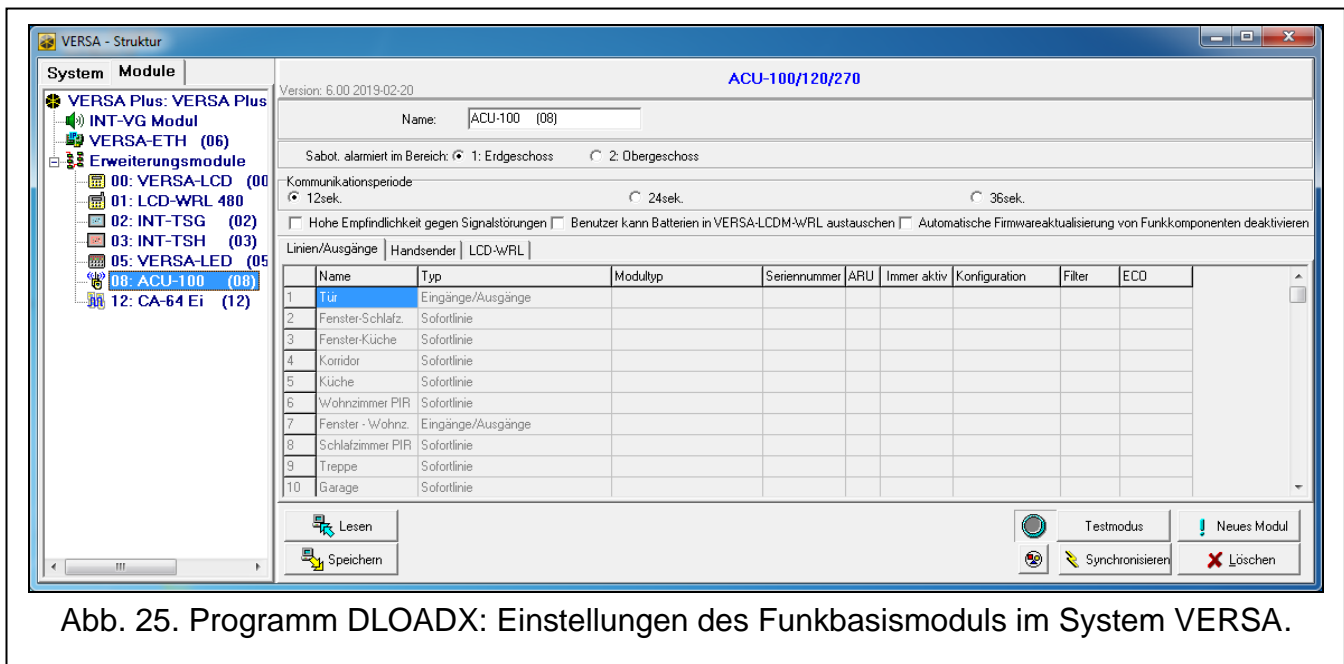 VERSA - Struktur
System Module
VERSA Plus: VERSA Plus
INT-VG Modul
VERSA-ETH (06)
Erweiterungsmodule
00: VERSA-LCD (00
01: LCD-WRL 480
02: INT-TSG (02)
03: INT-TSH (03)
05: VERSA-LED (05
08: ACU-100 (08)
12: CA-64 Ei (12)
ACU-100/120/270
Version: 6.00 2019-02-20
Name: ACU-100 (08)
Sabot. alarmiert im Bereich: 1: Erdgeschoss 2: Obergeschoss
Kommunikationsperiode
12sek. 24sek. 36sek.
Hohe Empfindlichkeit gegen Signalstörungen Benutzer kann Batterien in VERSA-LCDM-WRL austauschen Automatische Firmwareaktualisierung von Funkkomponenten deaktivieren
Linien/Ausgänge Handsender LCD-WRL
Name Typ Modultyp Seriennummer ARU Immer aktiv Konfiguration Filter ECO
1 Tür Eingänge/Ausgänge
2 Fenster-Schlafz. Sofortlinie
3 Fenster-Küche Sofortlinie
4 Korridor Sofortlinie
5 Küche Sofortlinie
6 Wohnzimmer PIR Sofortlinie
7 Fenster - Wohnz. Eingänge/Ausgänge
8 Schlafzimmer PIR Sofortlinie
9 Treppe Sofortlinie
10 Garage Sofortlinie
Lesen Testmodus Neues Modul
Speichern Synchronisieren Löschen
Abb. 25. Programm DLOADX: Einstellungen des Funkbasismoduls im System VERSA.